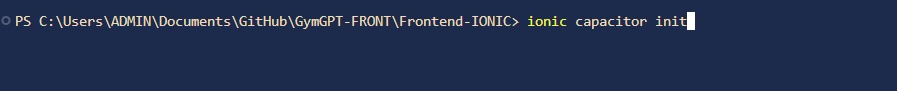 PS C:\Users\ADMIN\Documents\GitHub\GymGPT-FRONT\Frontend-IONIC> ionic capacitor init